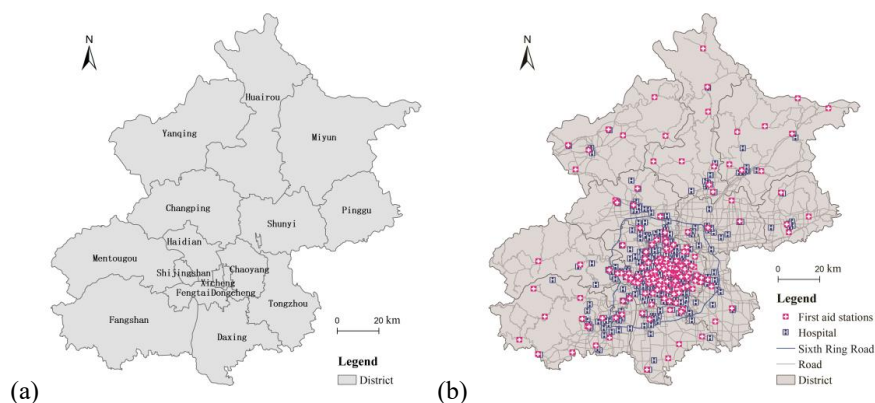 N
Huairou
Yanqing
Miyun
Changping
Pinggu
Shunyi
Haidian
Mentougou
Chaoyang
Shijingshan
Xicheng
FengtaiDongcheng
Tongzhou
Fangshan
Daxing
0 20 km
Legend
District
(a)
N
0 20 km
Legend
First aid stations
Hospital
Sixth Ring Road
Road
District
(b)